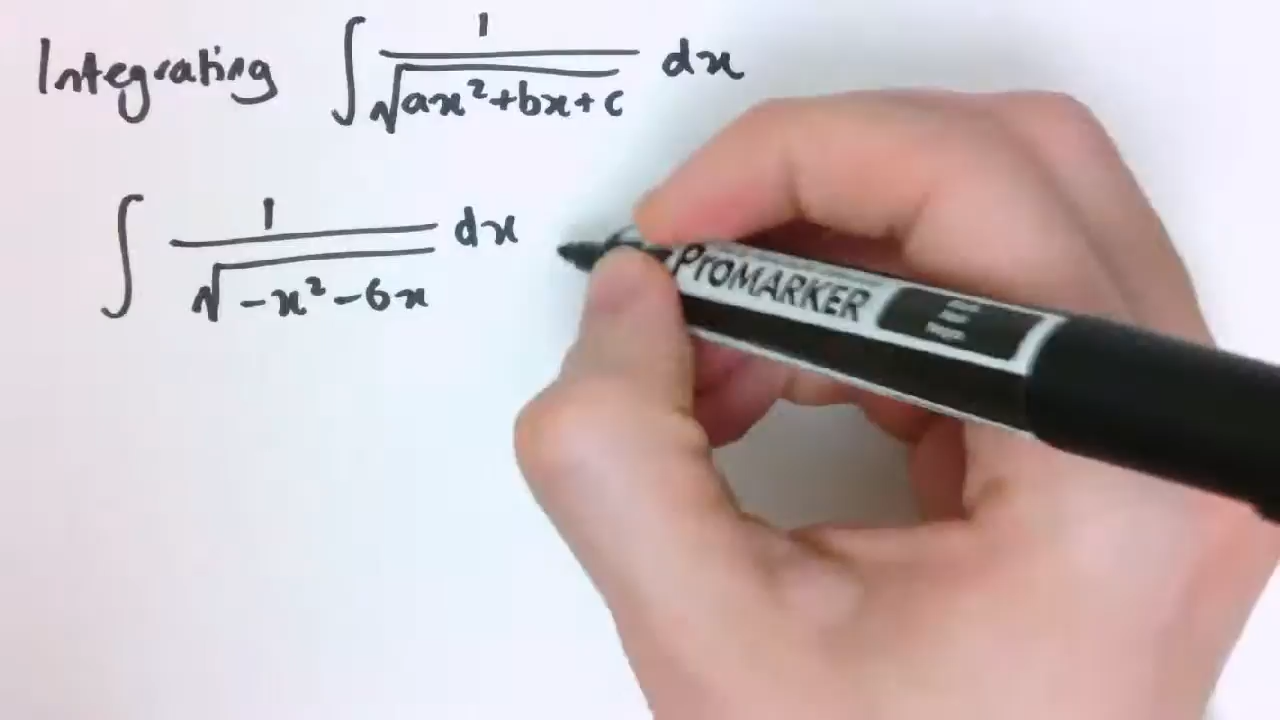 Integrating ∫ 1/√(ax²+bx+c) dx
∫ 1/√(-x²-6x) dx
PROMARKER